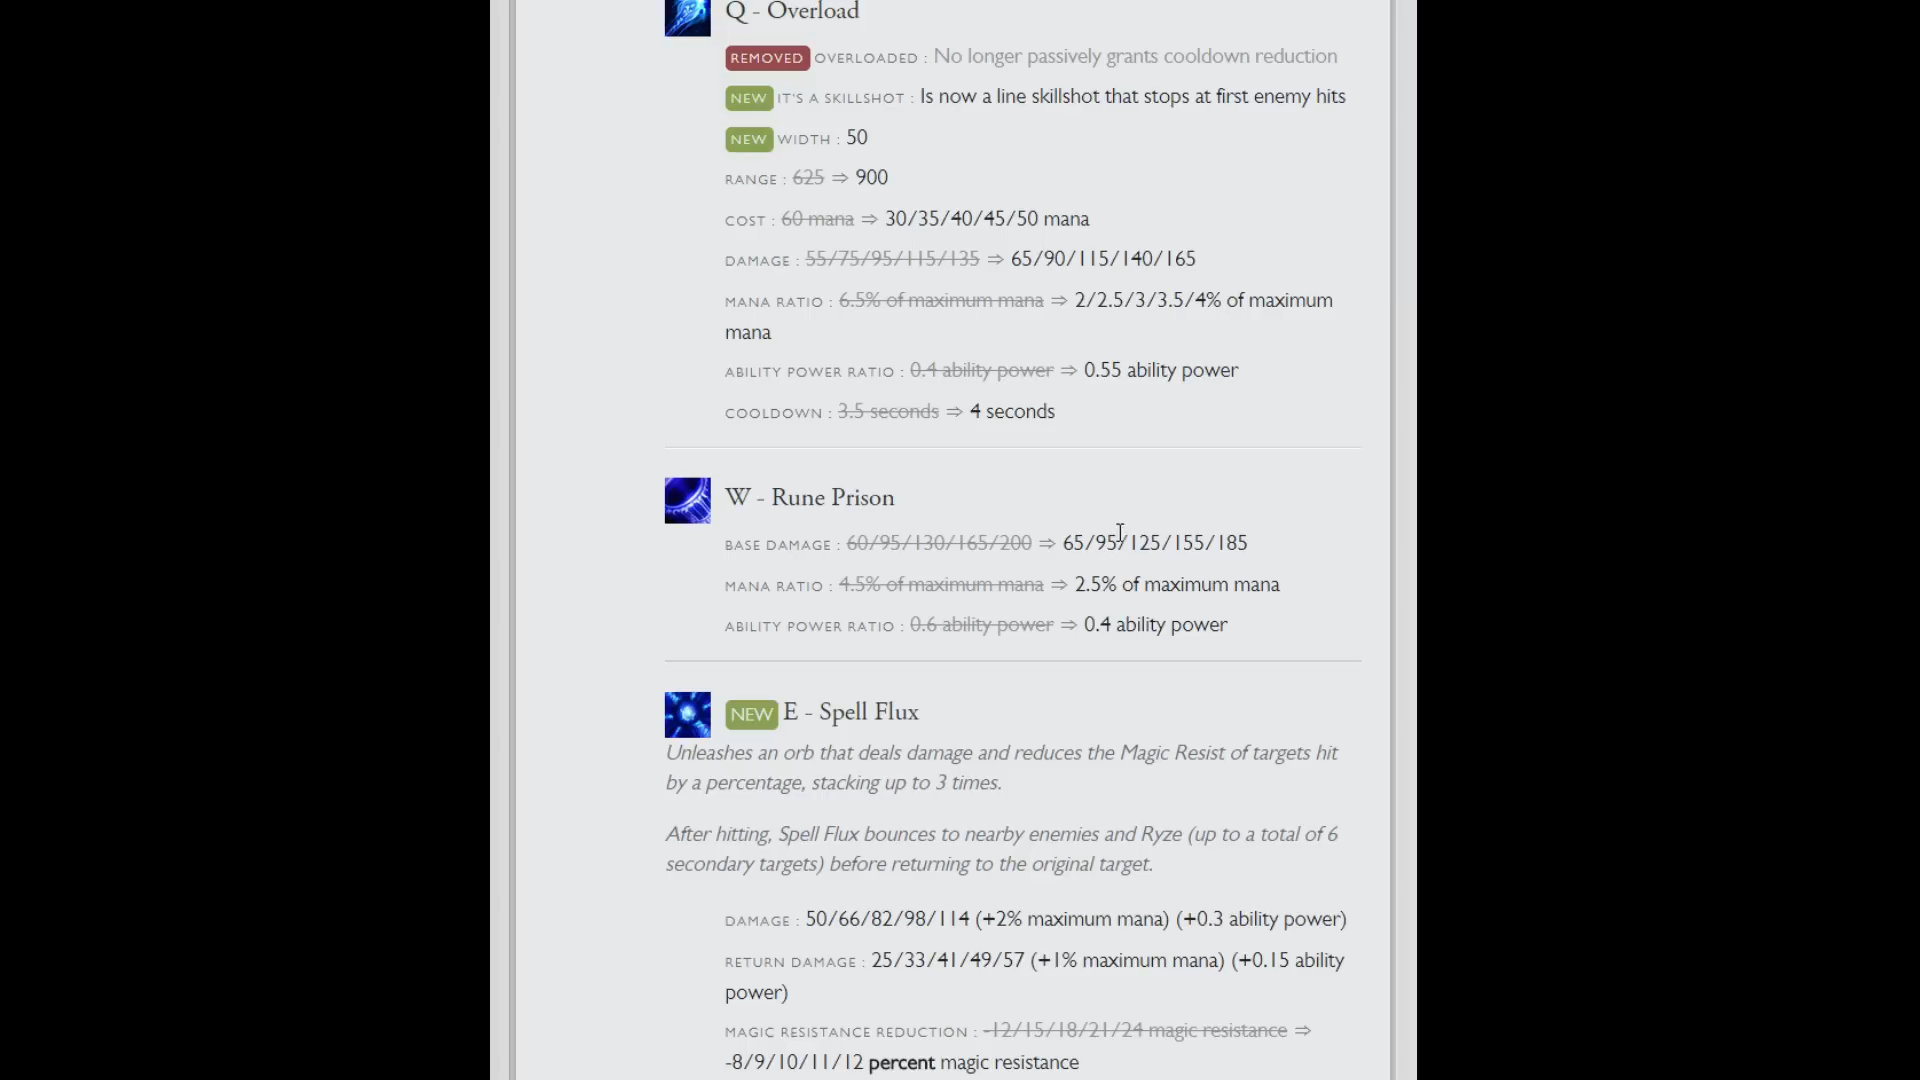 Q - Overload
REMOVED OVERLOADED : No longer passively grants cooldown reduction
NEW IT'S A SKILLSHOT : Is now a line skillshot that stops at first enemy hits
NEW WIDTH : 50
RANGE : 625 ⇒ 900
COST : 60 mana ⇒ 30/35/40/45/50 mana
DAMAGE : 55/75/95/115/135 ⇒ 65/90/115/140/165
MANA RATIO : 6.5% of maximum mana ⇒ 2/2.5/3/3.5/4% of maximum
mana
ABILITY POWER RATIO : 0.4 ability power ⇒ 0.55 ability power
COOLDOWN : 3.5 seconds ⇒ 4 seconds
W - Rune Prison
BASE DAMAGE : 60/95/130/165/200 ⇒ 65/95/125/155/185
MANA RATIO : 4.5% of maximum mana ⇒ 2.5% of maximum mana
ABILITY POWER RATIO : 0.6 ability power ⇒ 0.4 ability power
NEW E - Spell Flux
Unleashes an orb that deals damage and reduces the Magic Resist of targets hit
by a percentage, stacking up to 3 times.
After hitting, Spell Flux bounces to nearby enemies and Ryze (up to a total of 6
secondary targets) before returning to the original target.
DAMAGE : 50/66/82/98/114 (+2% maximum mana) (+0.3 ability power)
RETURN DAMAGE : 25/33/41/49/57 (+1% maximum mana) (+0.15 ability
power)
MAGIC RESISTANCE REDUCTION : -12/15/18/21/24 magic resistance ⇒
-8/9/10/11/12 percent magic resistance